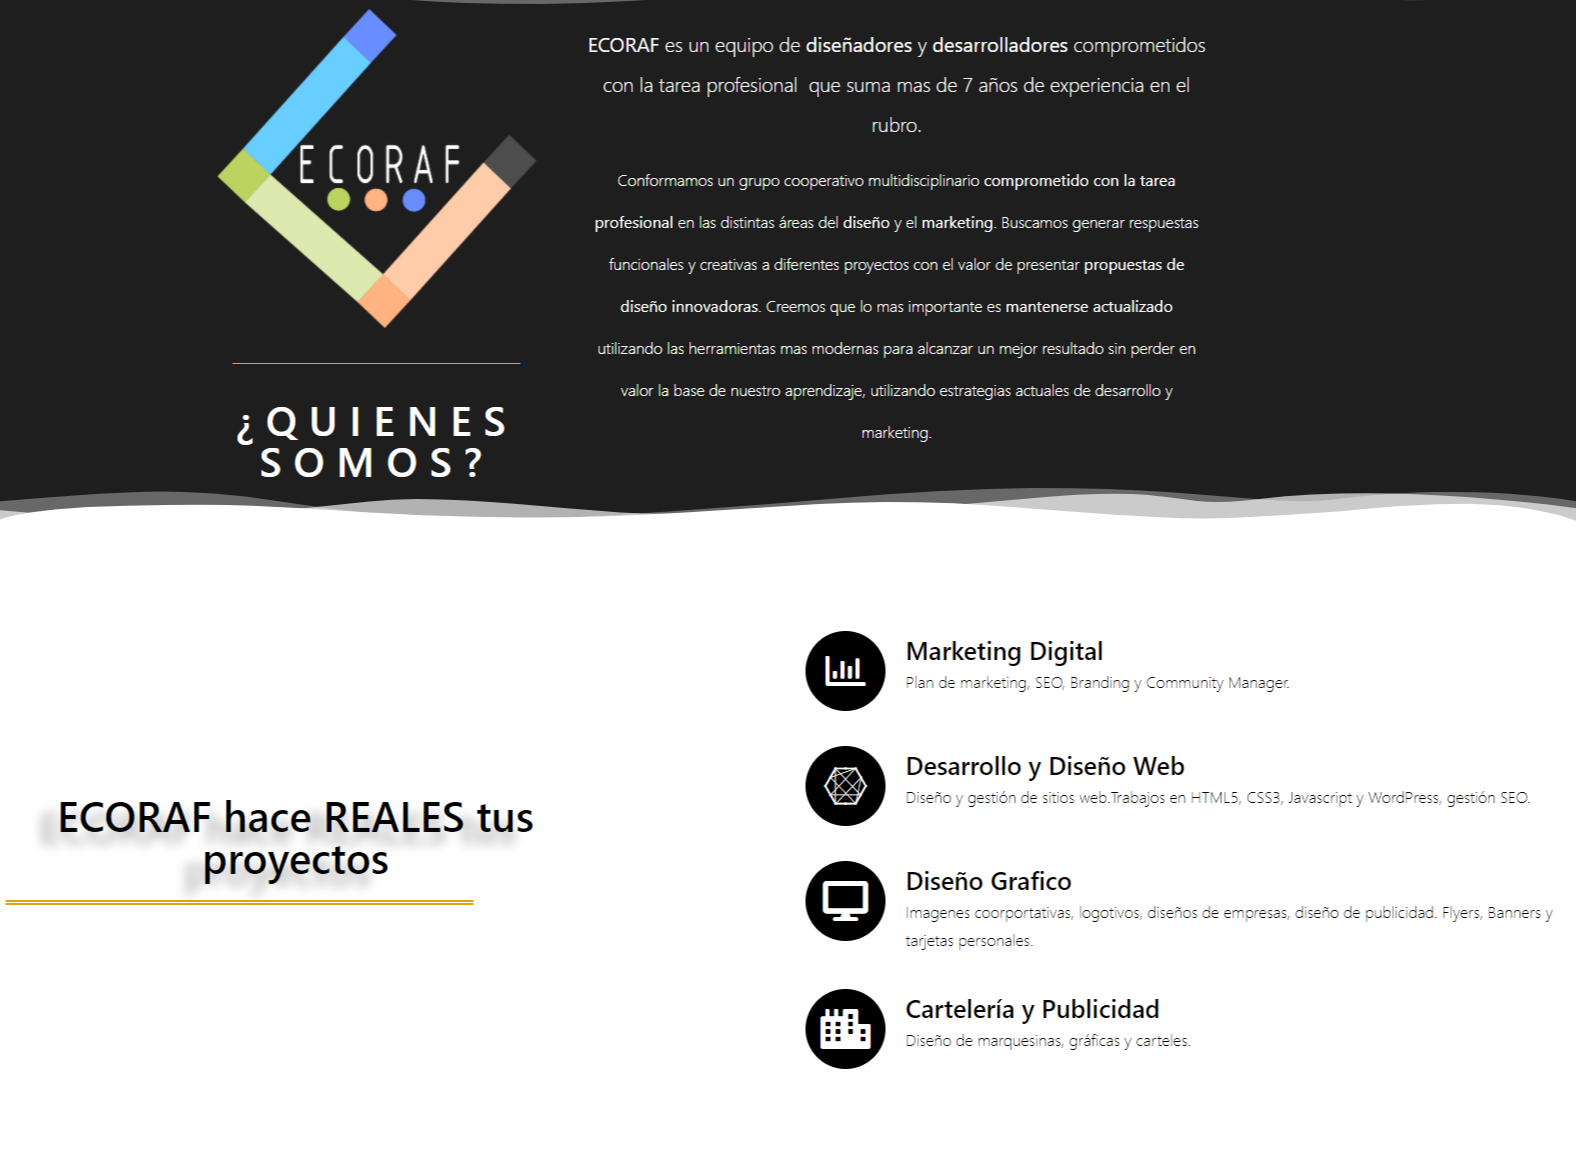 ECORAF
¿QUIENES
SOMOS?
ECORAF es un equipo de diseñadores y desarrolladores comprometidos
con la tarea profesional  que suma mas de 7 años de experiencia en el
rubro.
Conformamos un grupo cooperativo multidisciplinario comprometido con la tarea
profesional en las distintas áreas del diseño y el marketing. Buscamos generar respuestas
funcionales y creativas a diferentes proyectos con el valor de presentar propuestas de
diseño innovadoras. Creemos que lo mas importante es mantenerse actualizado
utilizando las herramientas mas modernas para alcanzar un mejor resultado sin perder en
valor la base de nuestro aprendizaje, utilizando estrategias actuales de desarrollo y
marketing.
ECORAF hace REALES tus
proyectos
Marketing Digital
Plan de marketing, SEO, Branding y Community Manager.
Desarrollo y Diseño Web
Diseño y gestión de sitios web.Trabajos en HTML5, CSS3, Javascript y WordPress, gestión SEO.
Diseño Grafico
Imagenes coorportativas, logotivos, diseños de empresas, diseño de publicidad. Flyers, Banners y
tarjetas personales.
Cartelería y Publicidad
Diseño de marquesinas, gráficas y carteles.